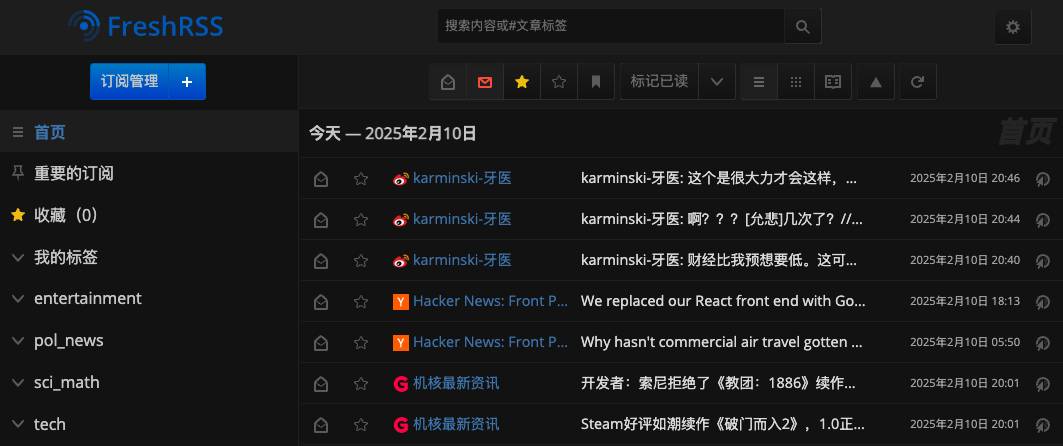 FreshRSS
搜索内容或#文章标签
订阅管理
标记已读
首页
重要的订阅
收藏（0）
我的标签
entertainment
pol_news
sci_math
tech
今天 — 2025年2月10日
首页
karminski-牙医 karminski-牙医: 这个是很大力才会这样，... 2025年2月10日 20:46
karminski-牙医 karminski-牙医: 啊？？？[允悲]几次了？//... 2025年2月10日 20:44
karminski-牙医 karminski-牙医: 财经比我预想要低。这可... 2025年2月10日 20:40
Hacker News: Front P... We replaced our React front end with Go... 2025年2月10日 18:13
Hacker News: Front P... Why hasn't commercial air travel gotten ... 2025年2月10日 05:50
机核最新资讯 开发者：索尼拒绝了《教团：1886》续作... 2025年2月10日 20:01
机核最新资讯 Steam好评如潮续作《破门而入2》，1.0正... 2025年2月10日 20:01